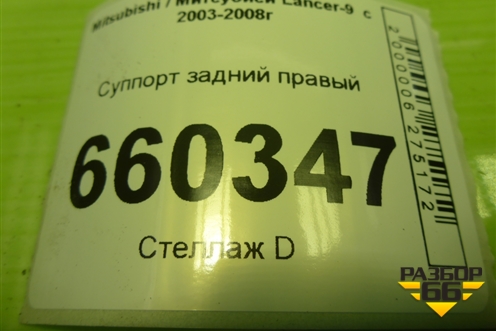 Mitsubishi / Митсубиси Lancer-9 с
2003-2008г
Суппорт задний правый
660347
Стеллаж D
2000006275172
РАЗБОР
66